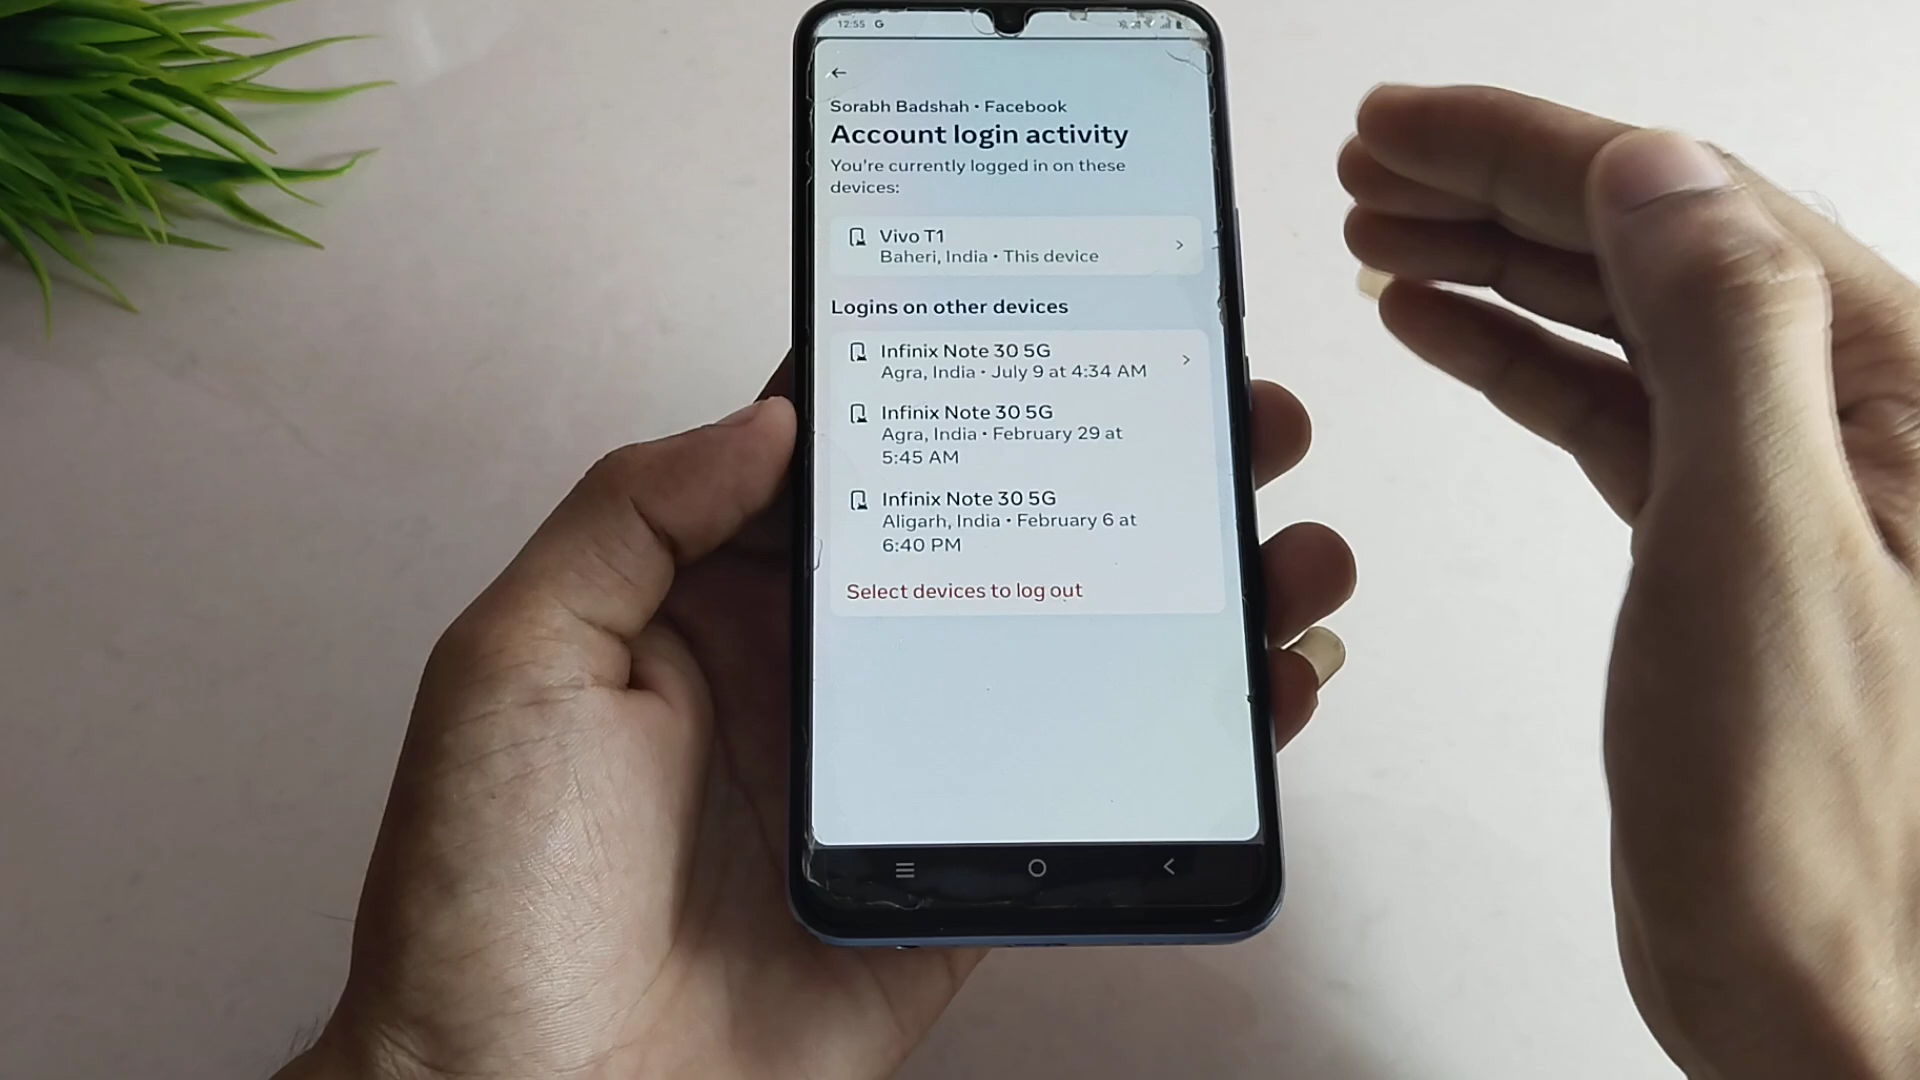 12:55 G
Sorabh Badshah • Facebook
Account login activity
You're currently logged in on these
devices:
Vivo T1
Baheri, India • This device
Logins on other devices
Infinix Note 30 5G
Agra, India • July 9 at 4:34 AM
Infinix Note 30 5G
Agra, India • February 29 at
5:45 AM
Infinix Note 30 5G
Aligarh, India • February 6 at
6:40 PM
Select devices to log out